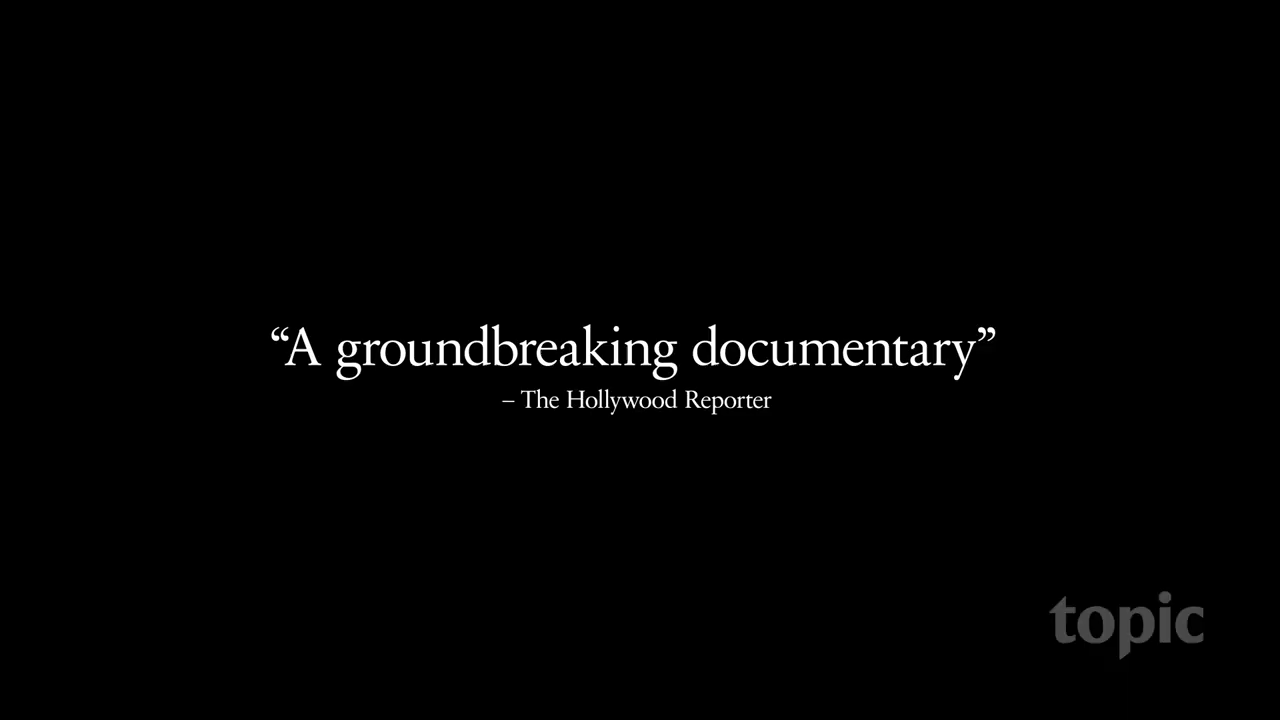 “A groundbreaking documentary”
– The Hollywood Reporter
topic